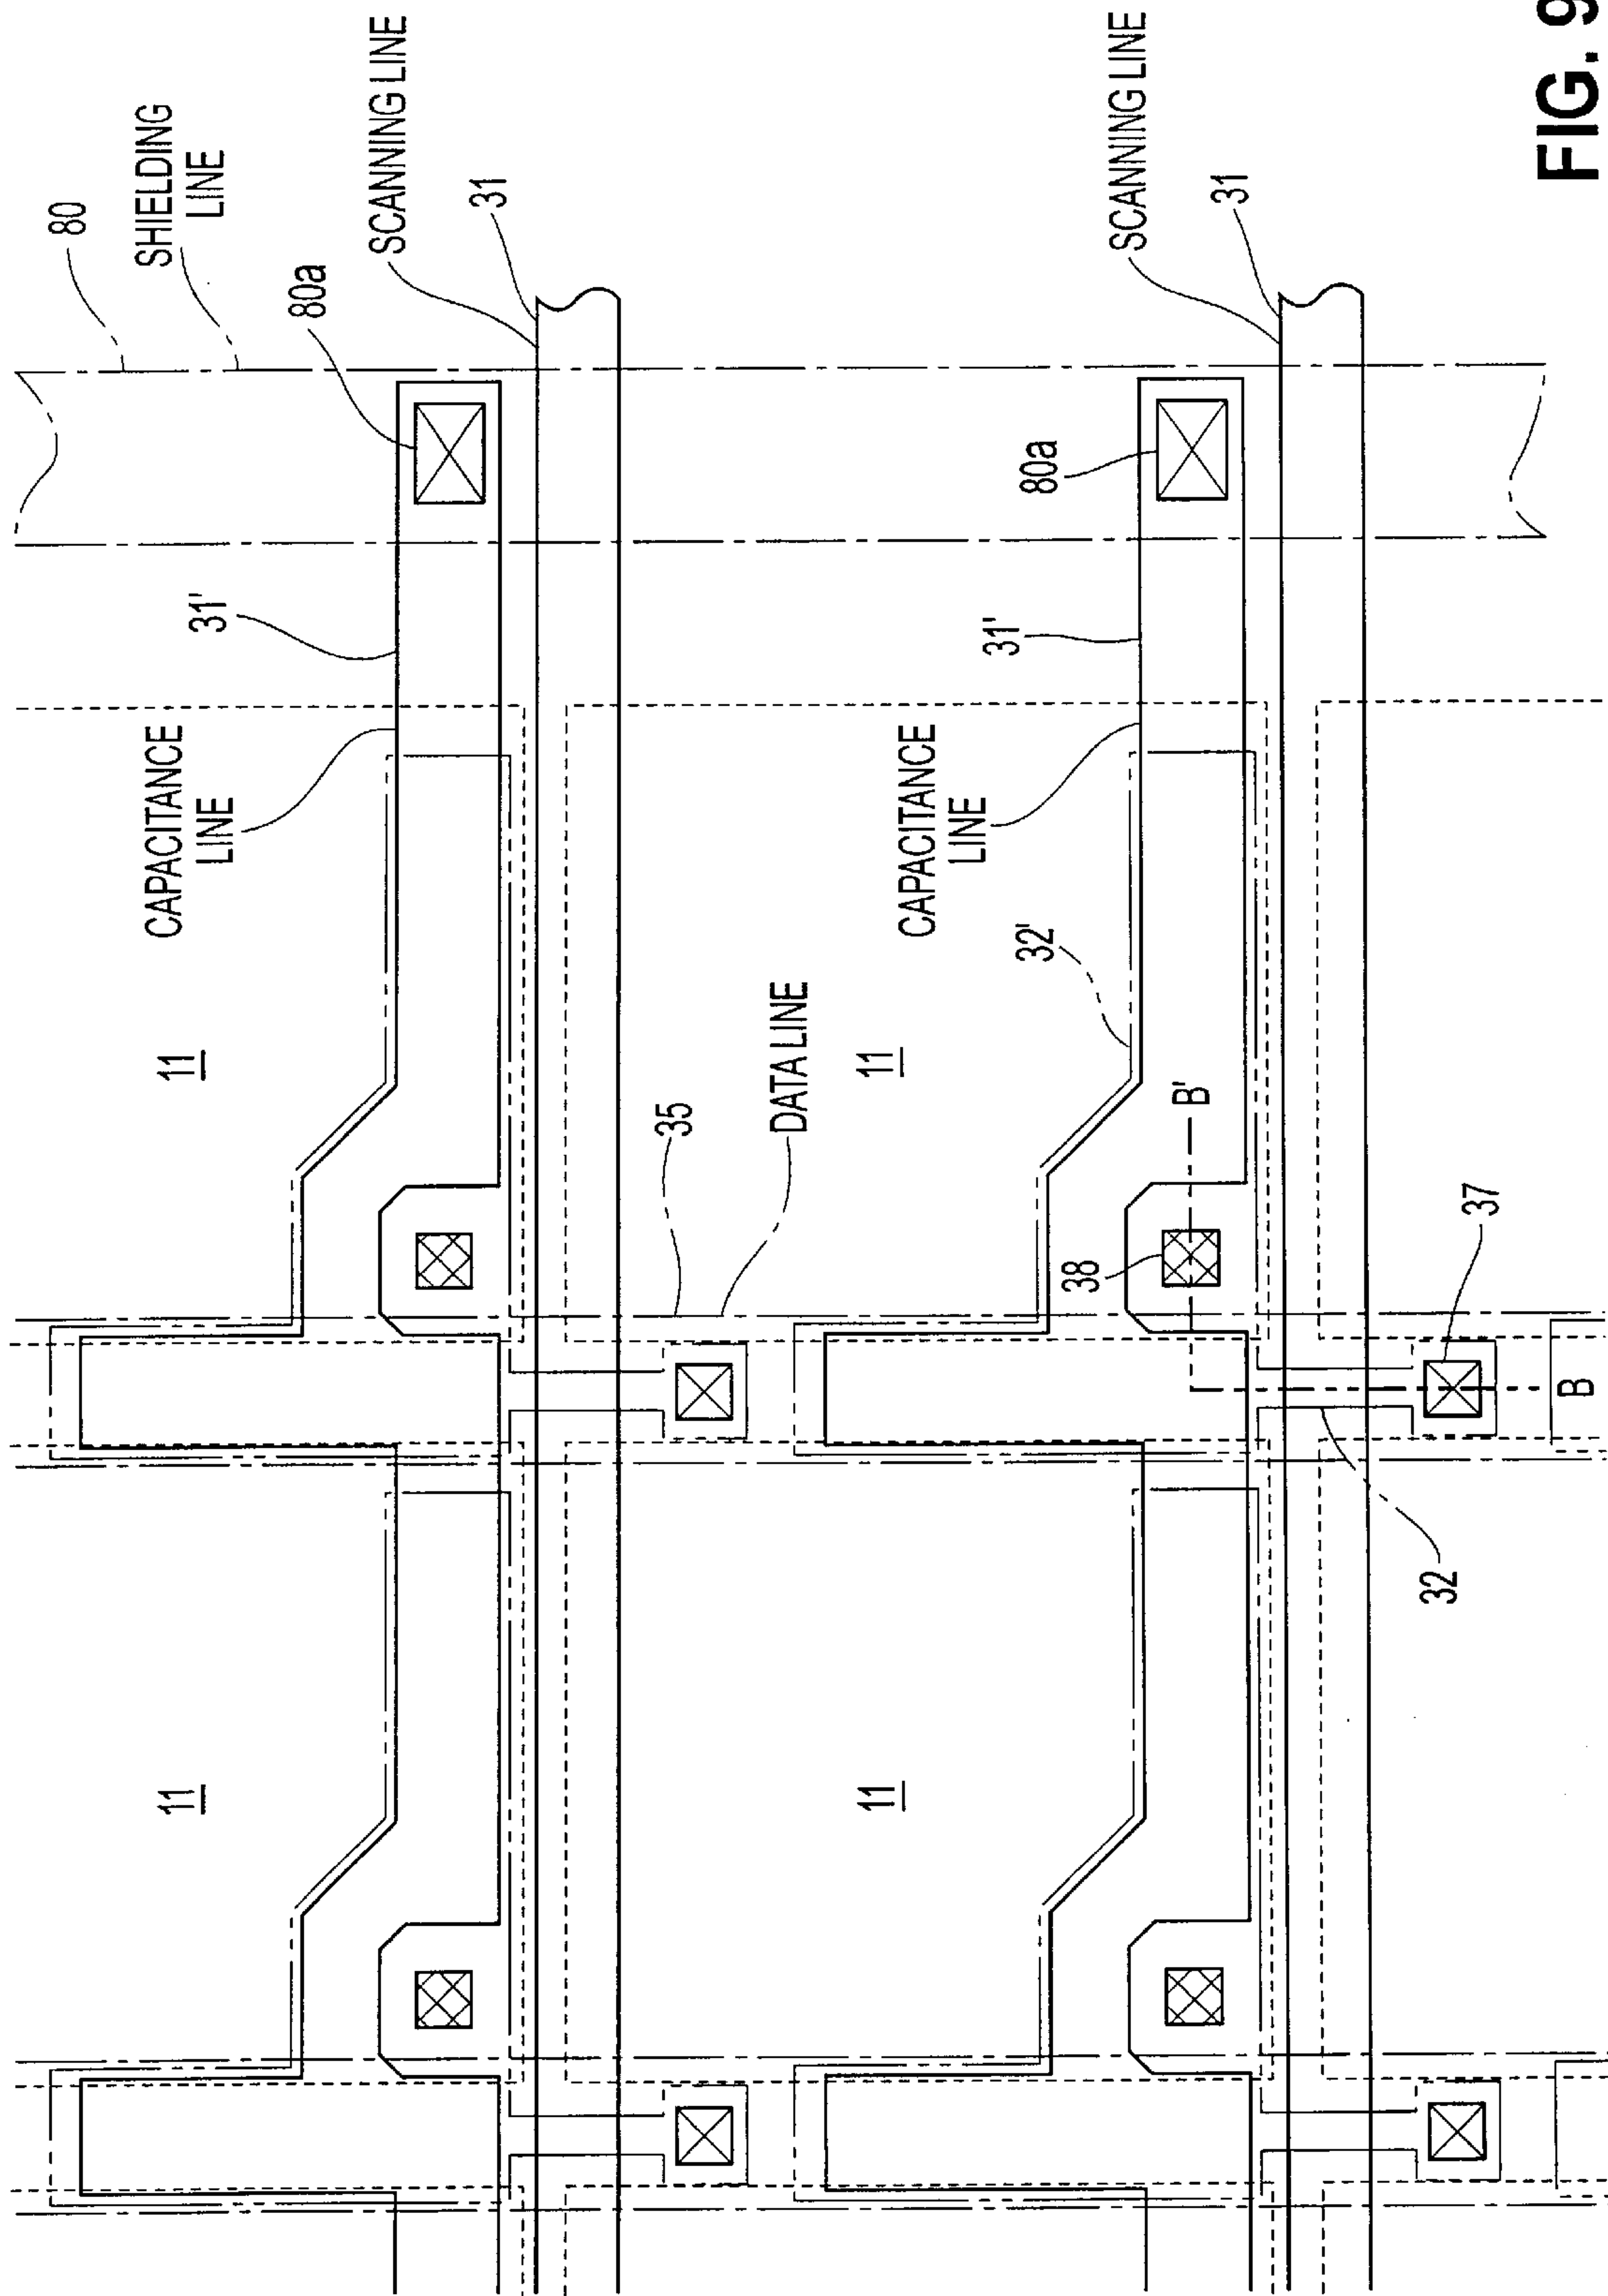 80
SHIELDING
LINE
80a
SCANNING LINE
31
31'
CAPACITANCE
LINE
11
35
DATA LINE
11
SCANNING LINE
31
80a
31'
CAPACITANCE
LINE
32'
11
B'
38
37
B
32
11
FIG. 9